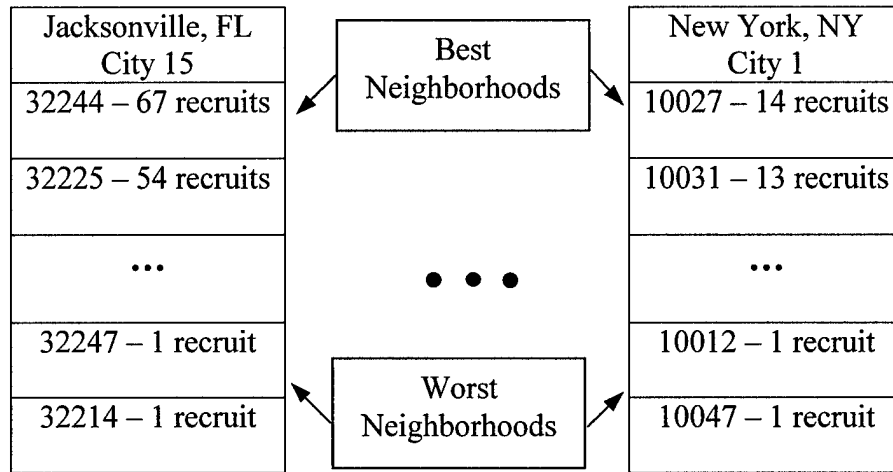 Jacksonville, FL
City 15
32244 – 67 recruits
32225 – 54 recruits
...
32247 – 1 recruit
32214 – 1 recruit
Best
Neighborhoods
• • •
Worst
Neighborhoods
New York, NY
City 1
10027 – 14 recruits
10031 – 13 recruits
...
10012 – 1 recruit
10047 – 1 recruit